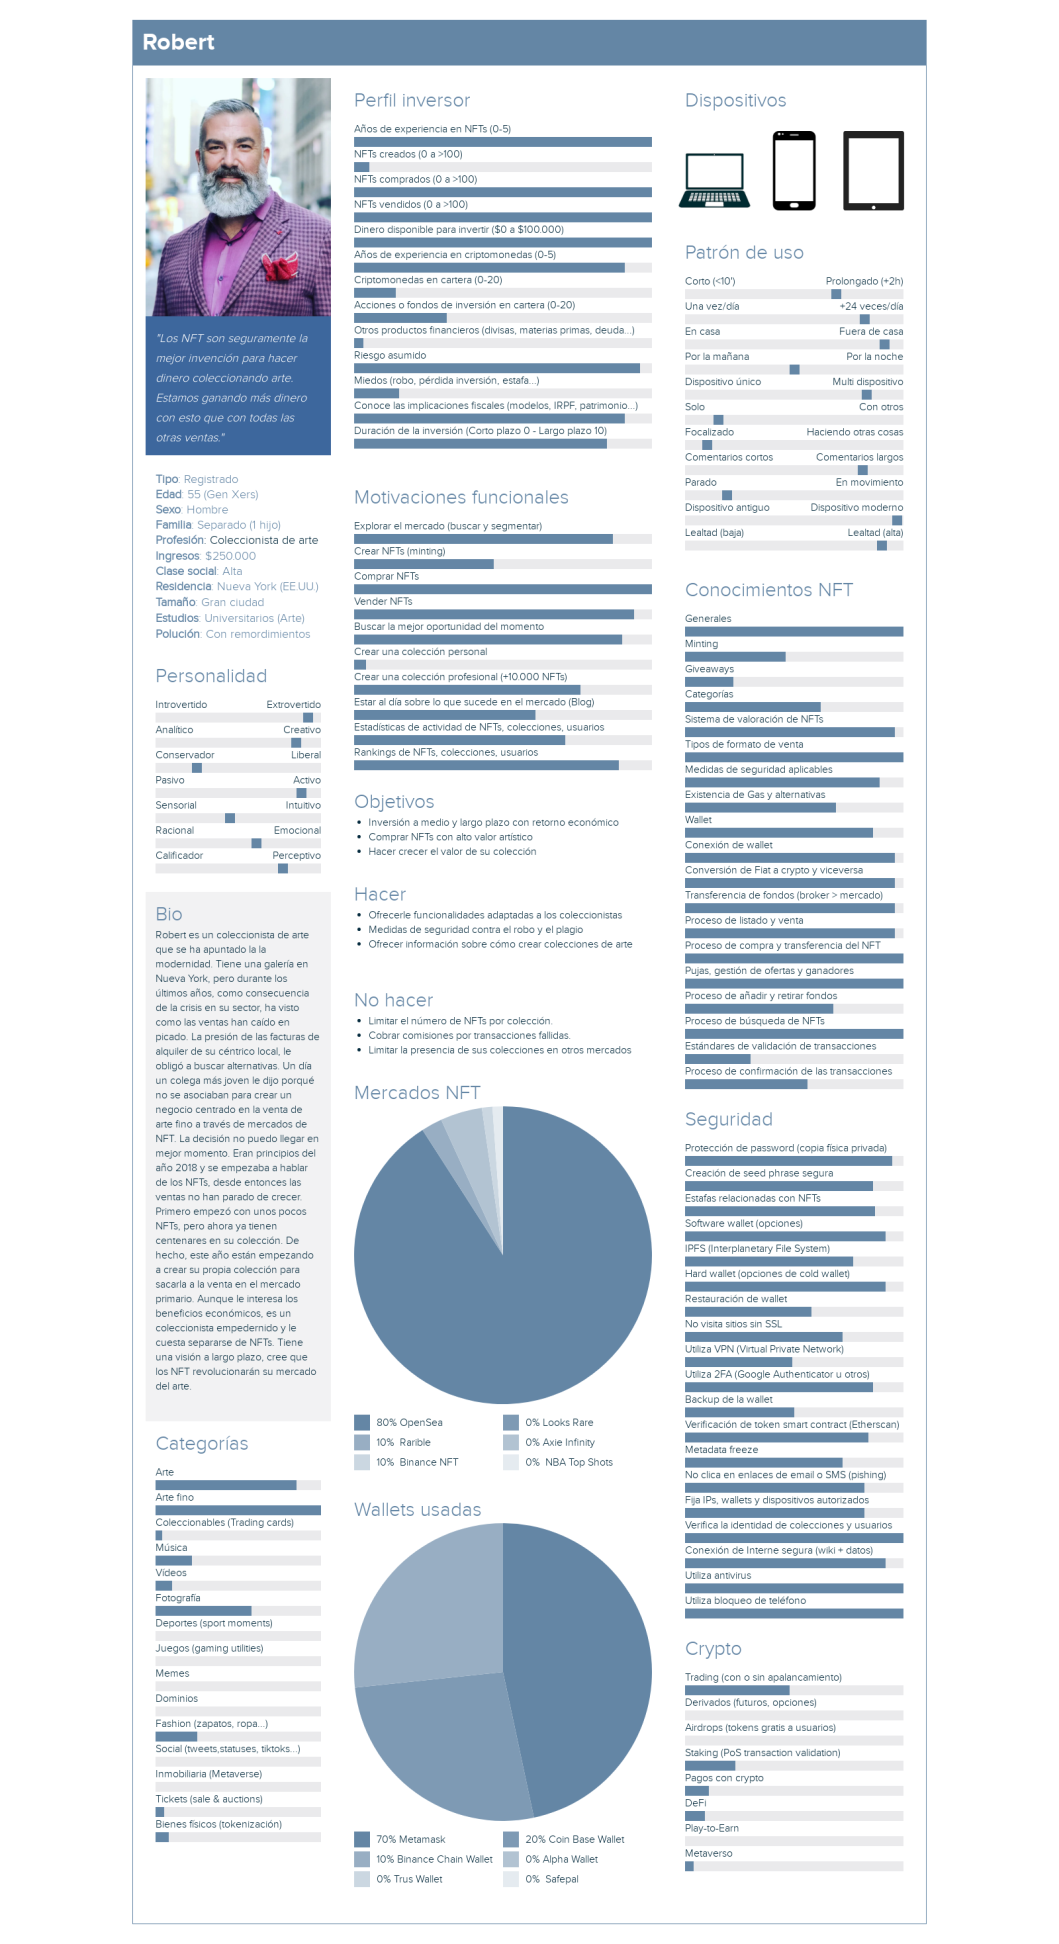 Robert
"Los NFT son seguramente la
mejor invención para hacer
dinero coleccionando arte.
Estamos ganando más dinero
con esto que con todas las
otras ventas."
Tipo: Registrado
Edad: 55 (Gen Xers)
Sexo: Hombre
Familia: Separado (1 hijo)
Profesión: Coleccionista de arte
Ingresos: $250.000
Clase social: Alta
Residencia: Nueva York (EE.UU.)
Tamaño: Gran ciudad
Estudios: Universitarios (Arte)
Polución: Con remordimientos
Personalidad
Introvertido Extrovertido
Analítico Creativo
Conservador Liberal
Pasivo Activo
Sensorial Intuitivo
Racional Emocional
Calificador Perceptivo
Bio
Robert es un coleccionista de arte
que se ha apuntado la la
modernidad. Tiene una galería en
Nueva York, pero durante los
últimos años, como consecuencia
de la crisis en su sector, ha visto
como las ventas han caído en
picado. La presión de las facturas de
alquiler de su céntrico local, le
obligó a buscar alternativas. Un día
un colega más joven le dijo porqué
no se asociaban para crear un
negocio centrado en la venta de
arte fino a través de mercados de
NFT. La decisión no puedo llegar en
mejor momento. Eran principios del
año 2018 y se empezaba a hablar
de los NFTs, desde entonces las
ventas no han parado de crecer.
Primero empezó con unos pocos
NFTs, pero ahora ya tienen
centenares en su colección. De
hecho, este año están empezando
a crear su propia colección para
sacarla a la venta en el mercado
primario. Aunque le interesa los
beneficios económicos, es un
coleccionista empedernido y le
cuesta separarse de NFTs. Tiene
una visión a largo plazo, cree que
los NFT revolucionarán su mercado
del arte.
Categorías
Arte
Arte fino
Coleccionables (Trading cards)
Música
Vídeos
Fotografía
Deportes (sport moments)
Juegos (gaming utilities)
Memes
Dominios
Fashion (zapatos, ropa...)
Social (tweets,statuses, tiktoks...)
Inmobiliaria (Metaverse)
Tickets (sale & auctions)
Bienes físicos (tokenización)
Perfil inversor
Años de experiencia en NFTs (0-5)
NFTs creados (0 a >100)
NFTs comprados (0 a >100)
NFTs vendidos (0 a >100)
Dinero disponible para invertir ($0 a $100.000)
Años de experiencia en criptomonedas (0-5)
Criptomonedas en cartera (0-20)
Acciones o fondos de inversión en cartera (0-20)
Otros productos financieros (divisas, materias primas, deuda...)
Riesgo asumido
Miedos (robo, pérdida inversión, estafa...)
Conoce las implicaciones fiscales (modelos, IRPF, patrimonio...)
Duración de la inversión (Corto plazo 0 - Largo plazo 10)
Motivaciones funcionales
Explorar el mercado (buscar y segmentar)
Crear NFTs (minting)
Comprar NFTs
Vender NFTs
Buscar la mejor oportunidad del momento
Crear una colección personal
Crear una colección profesional (+10.000 NFTs)
Estar al día sobre lo que sucede en el mercado (Blog)
Estadísticas de actividad de NFTs, colecciones, usuarios
Rankings de NFTs, colecciones, usuarios
Objetivos
• Inversión a medio y largo plazo con retorno económico
• Comprar NFTs con alto valor artístico
• Hacer crecer el valor de su colección
Hacer
• Ofrecerle funcionalidades adaptadas a los coleccionistas
• Medidas de seguridad contra el robo y el plagio
• Ofrecer información sobre cómo crear colecciones de arte
No hacer
• Limitar el número de NFTs por colección.
• Cobrar comisiones por transacciones fallidas.
• Limitar la presencia de sus colecciones en otros mercados
Mercados NFT
80% OpenSea 0% Looks Rare
10% Rarible 0% Axie Infinity
10% Binance NFT 0% NBA Top Shots
Wallets usadas
70% Metamask 20% Coin Base Wallet
10% Binance Chain Wallet 0% Alpha Wallet
0% Trus Wallet 0% Safepal
Dispositivos
Patrón de uso
Corto (<10') Prolongado (+2h)
Una vez/día +24 veces/día
En casa Fuera de casa
Por la mañana Por la noche
Dispositivo único Multi dispositivo
Solo Con otros
Focalizado Haciendo otras cosas
Comentarios cortos Comentarios largos
Parado En movimiento
Dispositivo antiguo Dispositivo moderno
Lealtad (baja) Lealtad (alta)
Conocimientos NFT
Generales
Minting
Giveaways
Categorías
Sistema de valoración de NFTs
Tipos de formato de venta
Medidas de seguridad aplicables
Existencia de Gas y alternativas
Wallet
Conexión de wallet
Conversión de Fiat a crypto y viceversa
Transferencia de fondos (broker > mercado)
Proceso de listado y venta
Proceso de compra y transferencia del NFT
Pujas, gestión de ofertas y ganadores
Proceso de añadir y retirar fondos
Proceso de búsqueda de NFTs
Estándares de validación de transacciones
Proceso de confirmación de las transacciones
Seguridad
Protección de password (copia física privada)
Creación de seed phrase segura
Estafas relacionadas con NFTs
Software wallet (opciones)
IPFS (Interplanetary File System)
Hard wallet (opciones de cold wallet)
Restauración de wallet
No visita sitios sin SSL
Utiliza VPN (Virtual Private Network)
Utiliza 2FA (Google Authenticator u otros)
Backup de la wallet
Verificación de token smart contract (Etherscan)
Metadata freeze
No clica en enlaces de email o SMS (pishing)
Fija IPs, wallets y dispositivos autorizados
Verifica la identidad de colecciones y usuarios
Conexión de Interne segura (wiki + datos)
Utiliza antivirus
Utiliza bloqueo de teléfono
Crypto
Trading (con o sin apalancamiento)
Derivados (futuros, opciones)
Airdrops (tokens gratis a usuarios)
Staking (PoS transaction validation)
Pagos con crypto
DeFi
Play-to-Earn
Metaverso